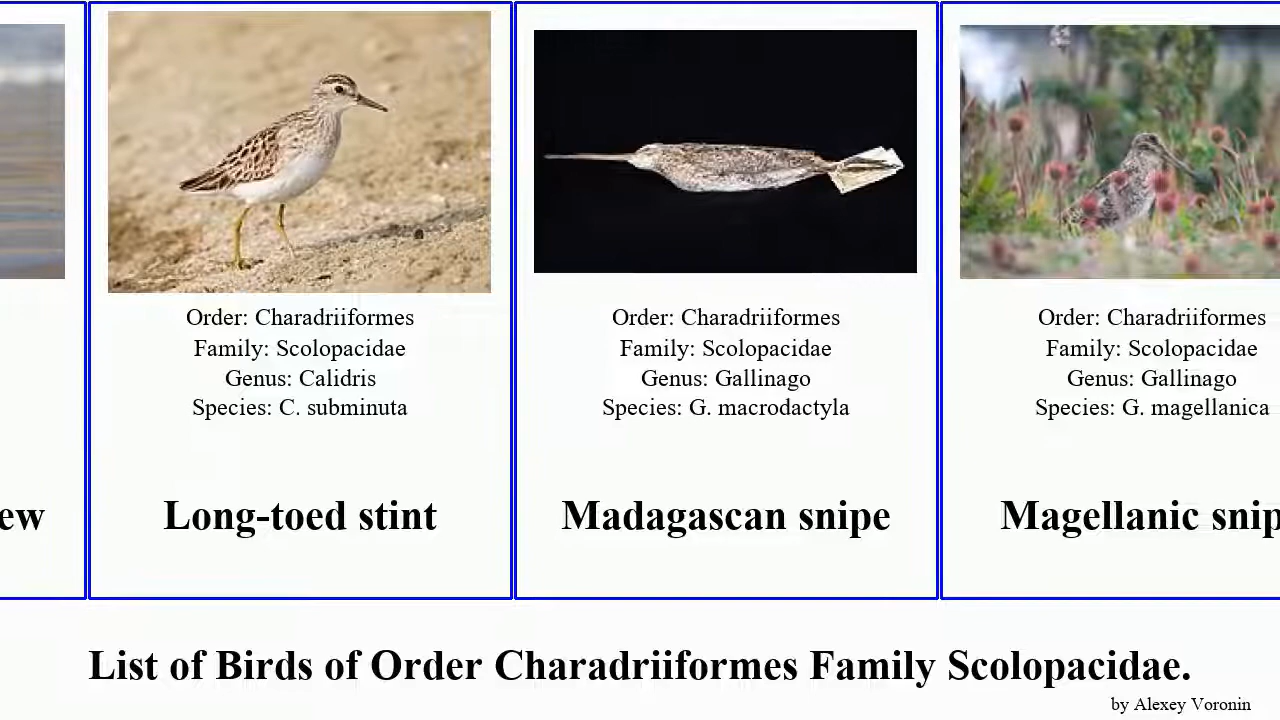 Order: Charadriiformes
Family: Scolopacidae
Genus: Calidris
Species: C. subminuta
Order: Charadriiformes
Family: Scolopacidae
Genus: Gallinago
Species: G. macrodactyla
Order: Charadriiformes
Family: Scolopacidae
Genus: Gallinago
Species: G. magellanica
ew
Long-toed stint
Madagascan snipe
Magellanic snip
List of Birds of Order Charadriiformes Family Scolopacidae.
by Alexey Voronin